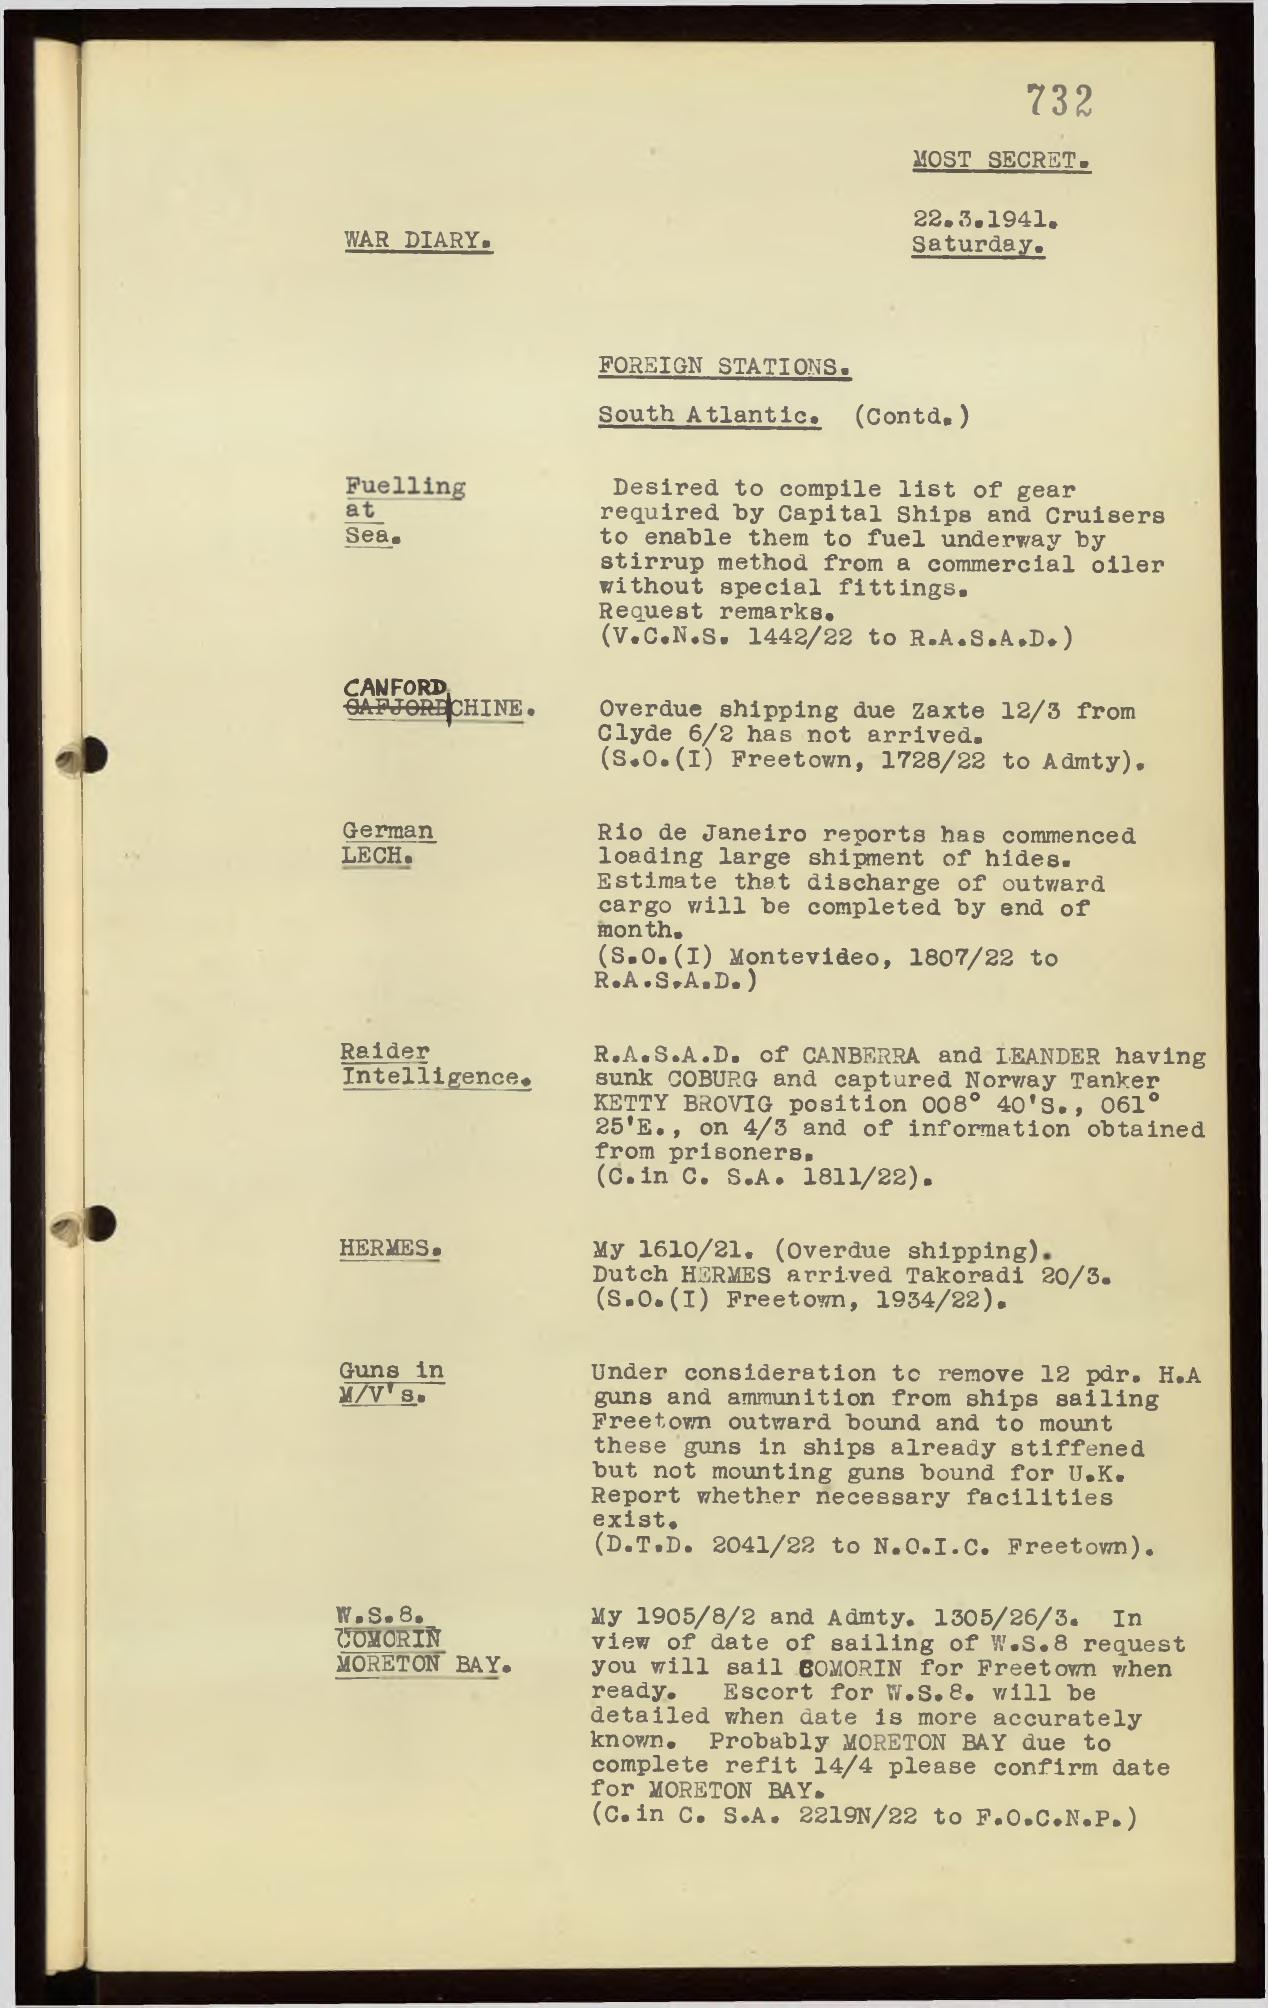 732
MOST SECRET.
22.3.1941.
Saturday.
WAR DIARY.
FOREIGN STATIONS.
South Atlantic. (Contd.)
Fuelling
at
Sea.
Desired to compile list of gear
required by Capital Ships and Cruisers
to enable them to fuel underway by
stirrup method from a commercial oiler
without special fittings.
Request remarks.
(V.C.N.S. 1442/22 to R.A.S.A.D.)
CANFORD
CHINE.
Overdue shipping due Zaxte 12/3 from
Clyde 6/2 has not arrived.
(S.O.(I) Freetown, 1728/22 to Admty).
German
LECH.
Rio de Janeiro reports has commenced
loading large shipment of hides.
Estimate that discharge of outward
cargo will be completed by end of
month.
(S.O.(I) Montevideo, 1807/22 to
R.A.S.A.D.)
Raider
Intelligence.
R.A.S.A.D. of CANBERRA and LEANDER having
sunk COBURG and captured Norway Tanker
KETTY BROVIG position 008° 40'S., 061°
25'E., on 4/3 and of information obtained
from prisoners.
(C.in C. S.A. 1811/22).
HERMES.
My 1610/21. (Overdue shipping).
Dutch HERMES arrived Takoradi 20/3.
(S.O.(I) Freetown, 1934/22).
Guns in
M/V's.
Under consideration to remove 12 pdr. H.A
guns and ammunition from ships sailing
Freetown outward bound and to mount
these guns in ships already stiffened
but not mounting guns bound for U.K.
Report whether necessary facilities
exist.
(D.T.D. 2041/22 to N.O.I.C. Freetown).
W.S.8.
COMORIN
MORETON BAY.
My 1905/8/2 and Admty. 1305/26/3. In
view of date of sailing of W.S.8 request
you will sail COMORIN for Freetown when
ready. Escort for W.S.8. will be
detailed when date is more accurately
known. Probably MORETON BAY due to
complete refit 14/4 please confirm date
for MORETON BAY.
(C.in C. S.A. 2219N/22 to F.O.C.N.P.)